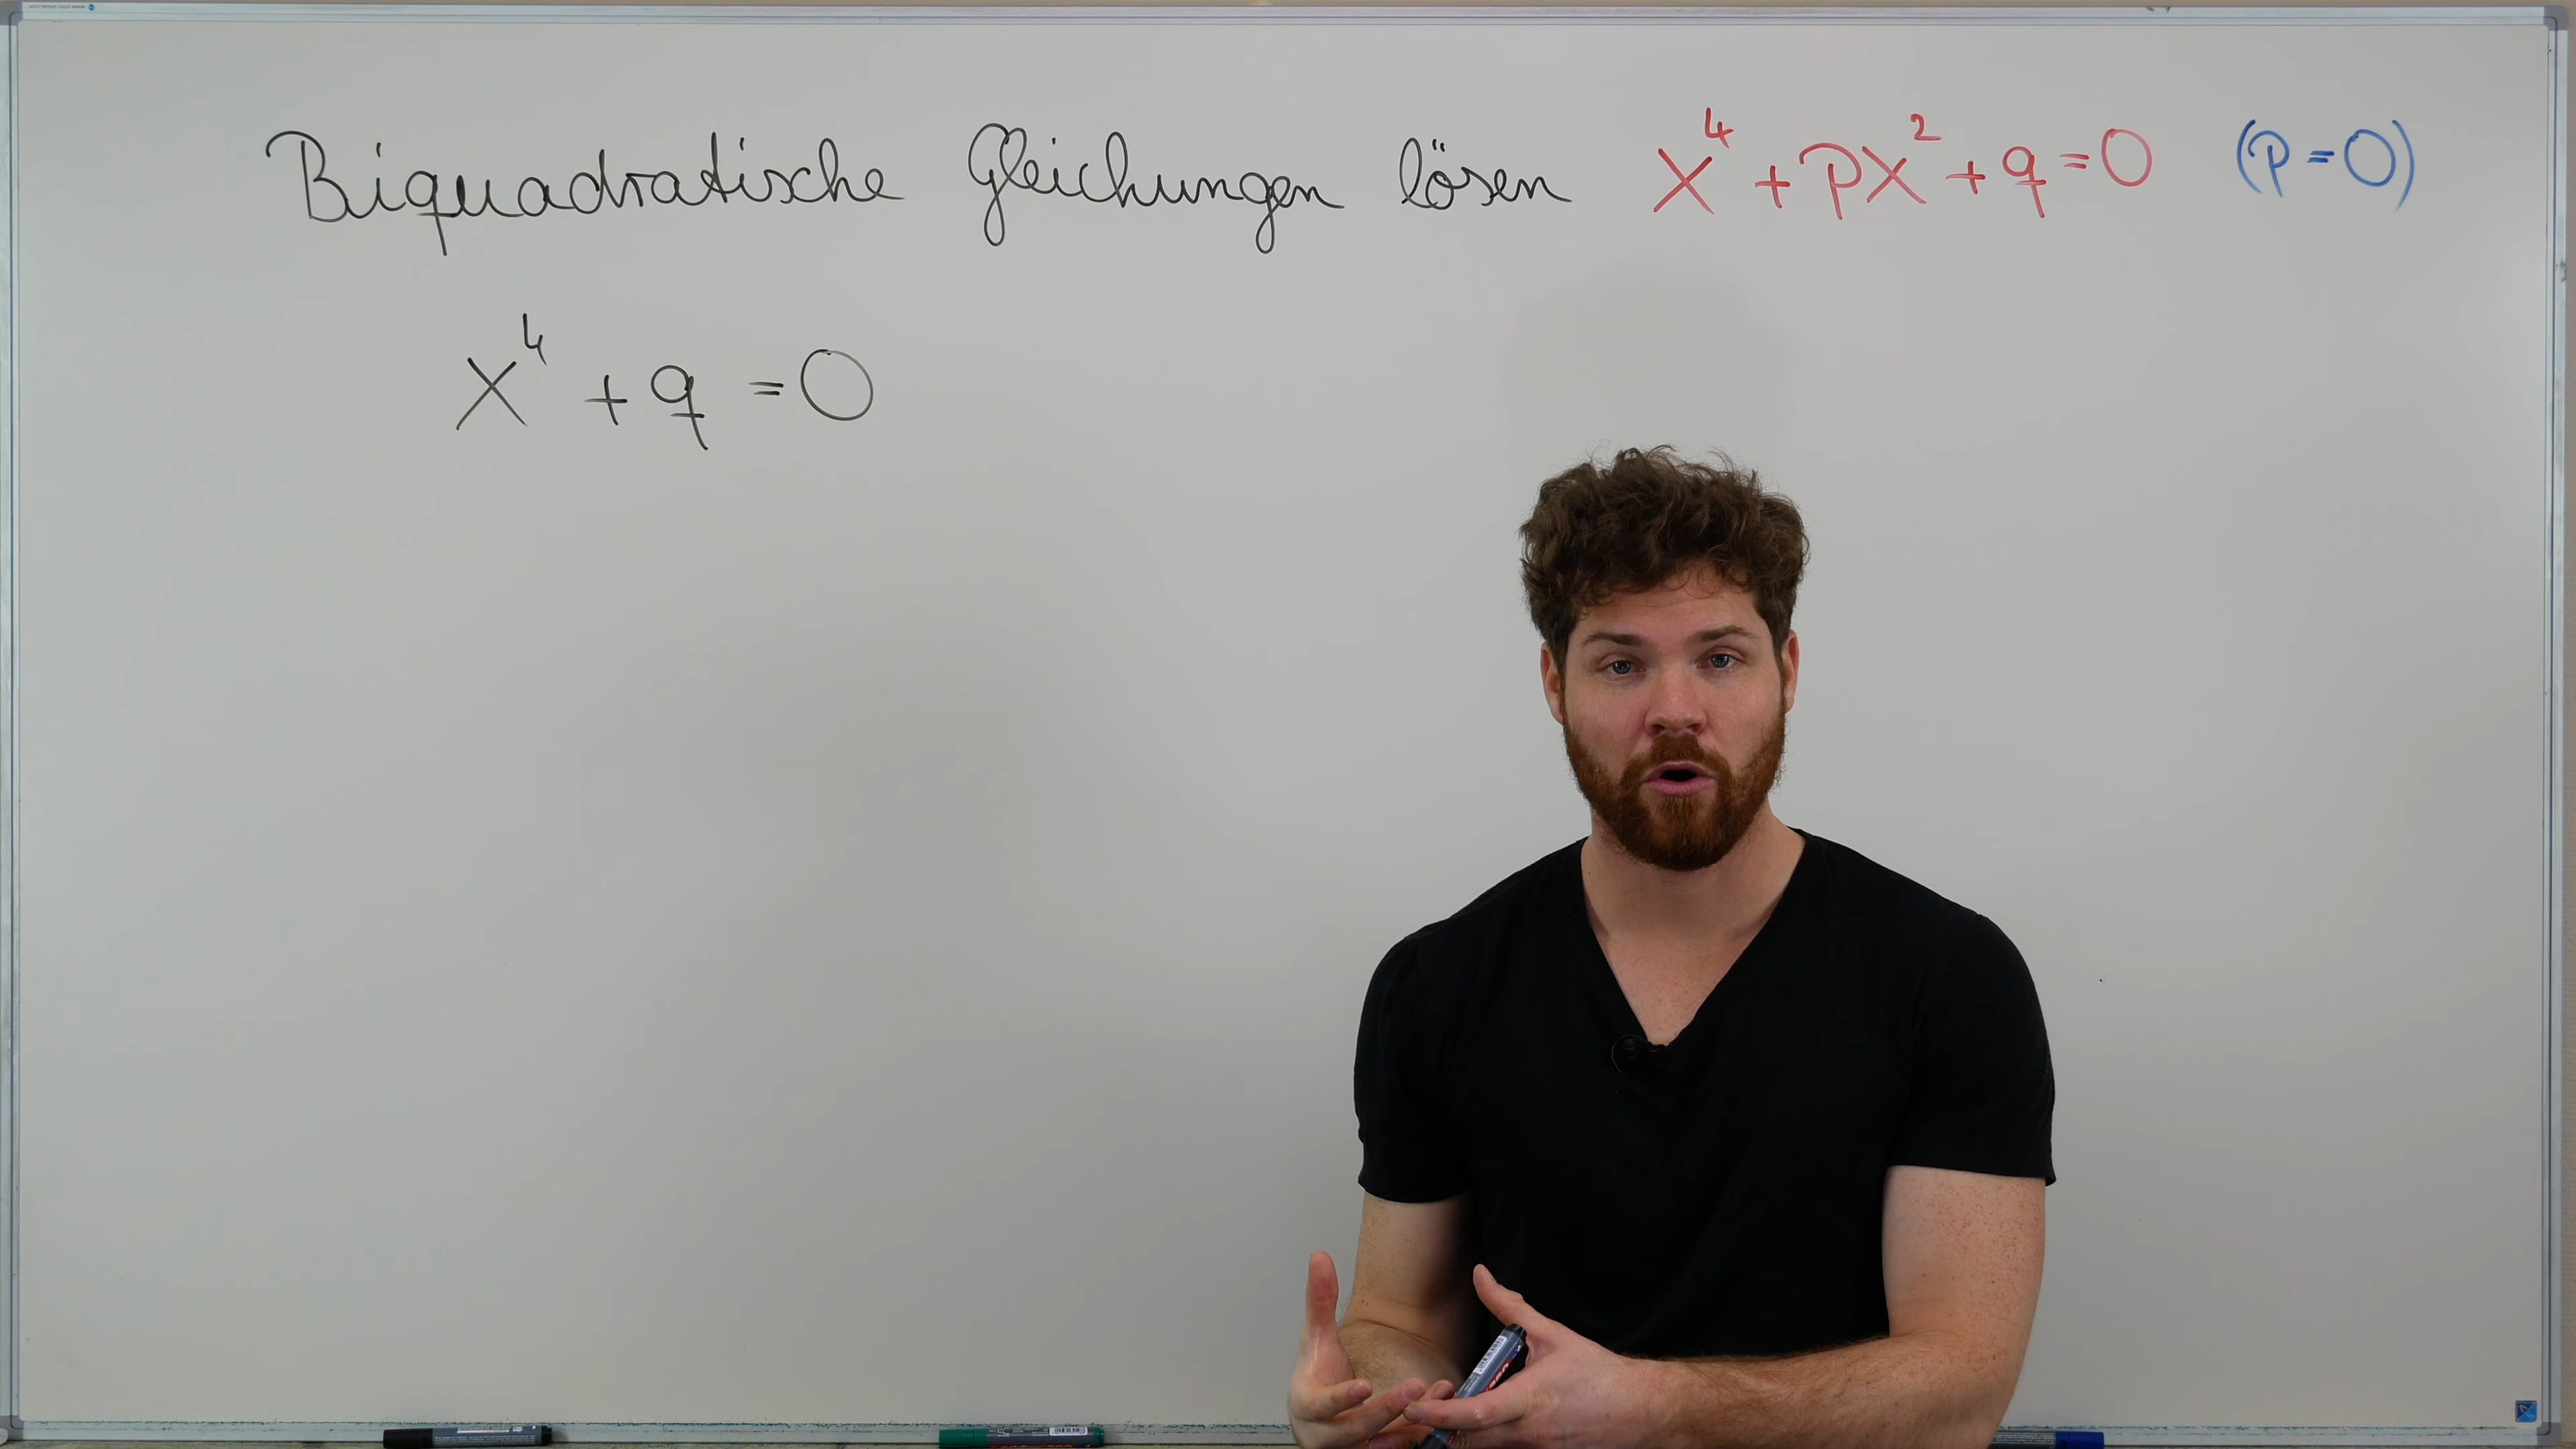 Biquadratische Gleichungen lösen x⁴ + px² + q = 0 (p = 0)
x⁴ + q = 0